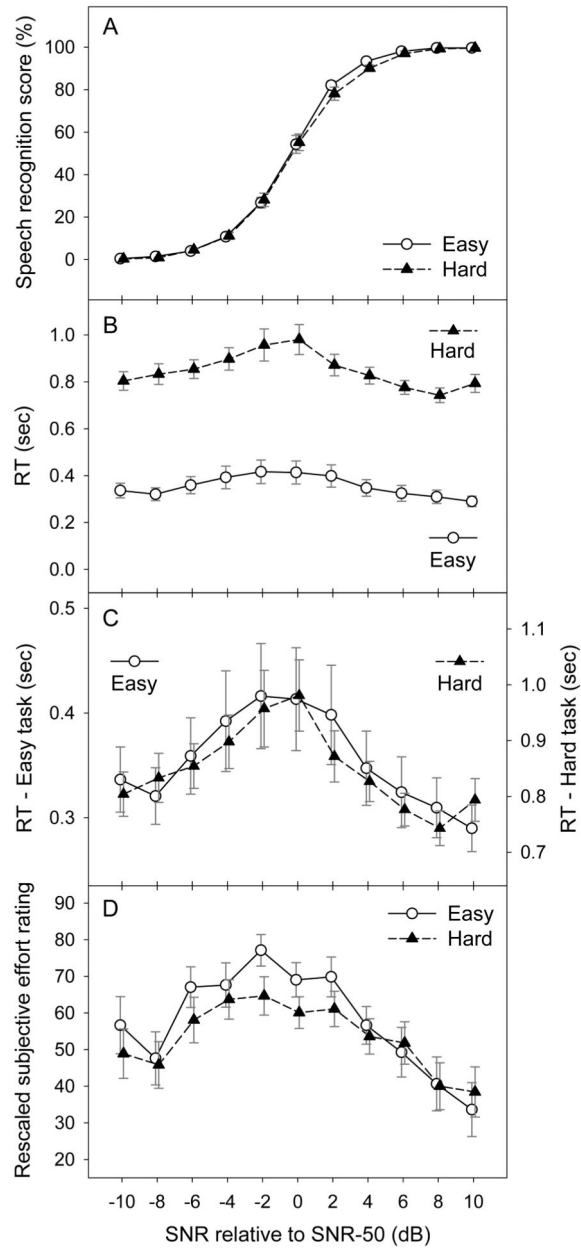 A
Speech recognition score (%)
100
80
60
40
20
0
Easy
Hard
B
RT (sec)
1.0
0.8
0.6
0.4
0.2
0.0
Hard
Easy
C
RT - Easy task (sec)
0.5
0.4
0.3
Easy
Hard
1.1
1.0
0.9
0.8
0.7
RT - Hard task (sec)
D
Rescaled subjective effort rating
90
80
70
60
50
40
30
20
Easy
Hard
-10 -8 -6 -4 -2 0 2 4 6 8 10
SNR relative to SNR-50 (dB)